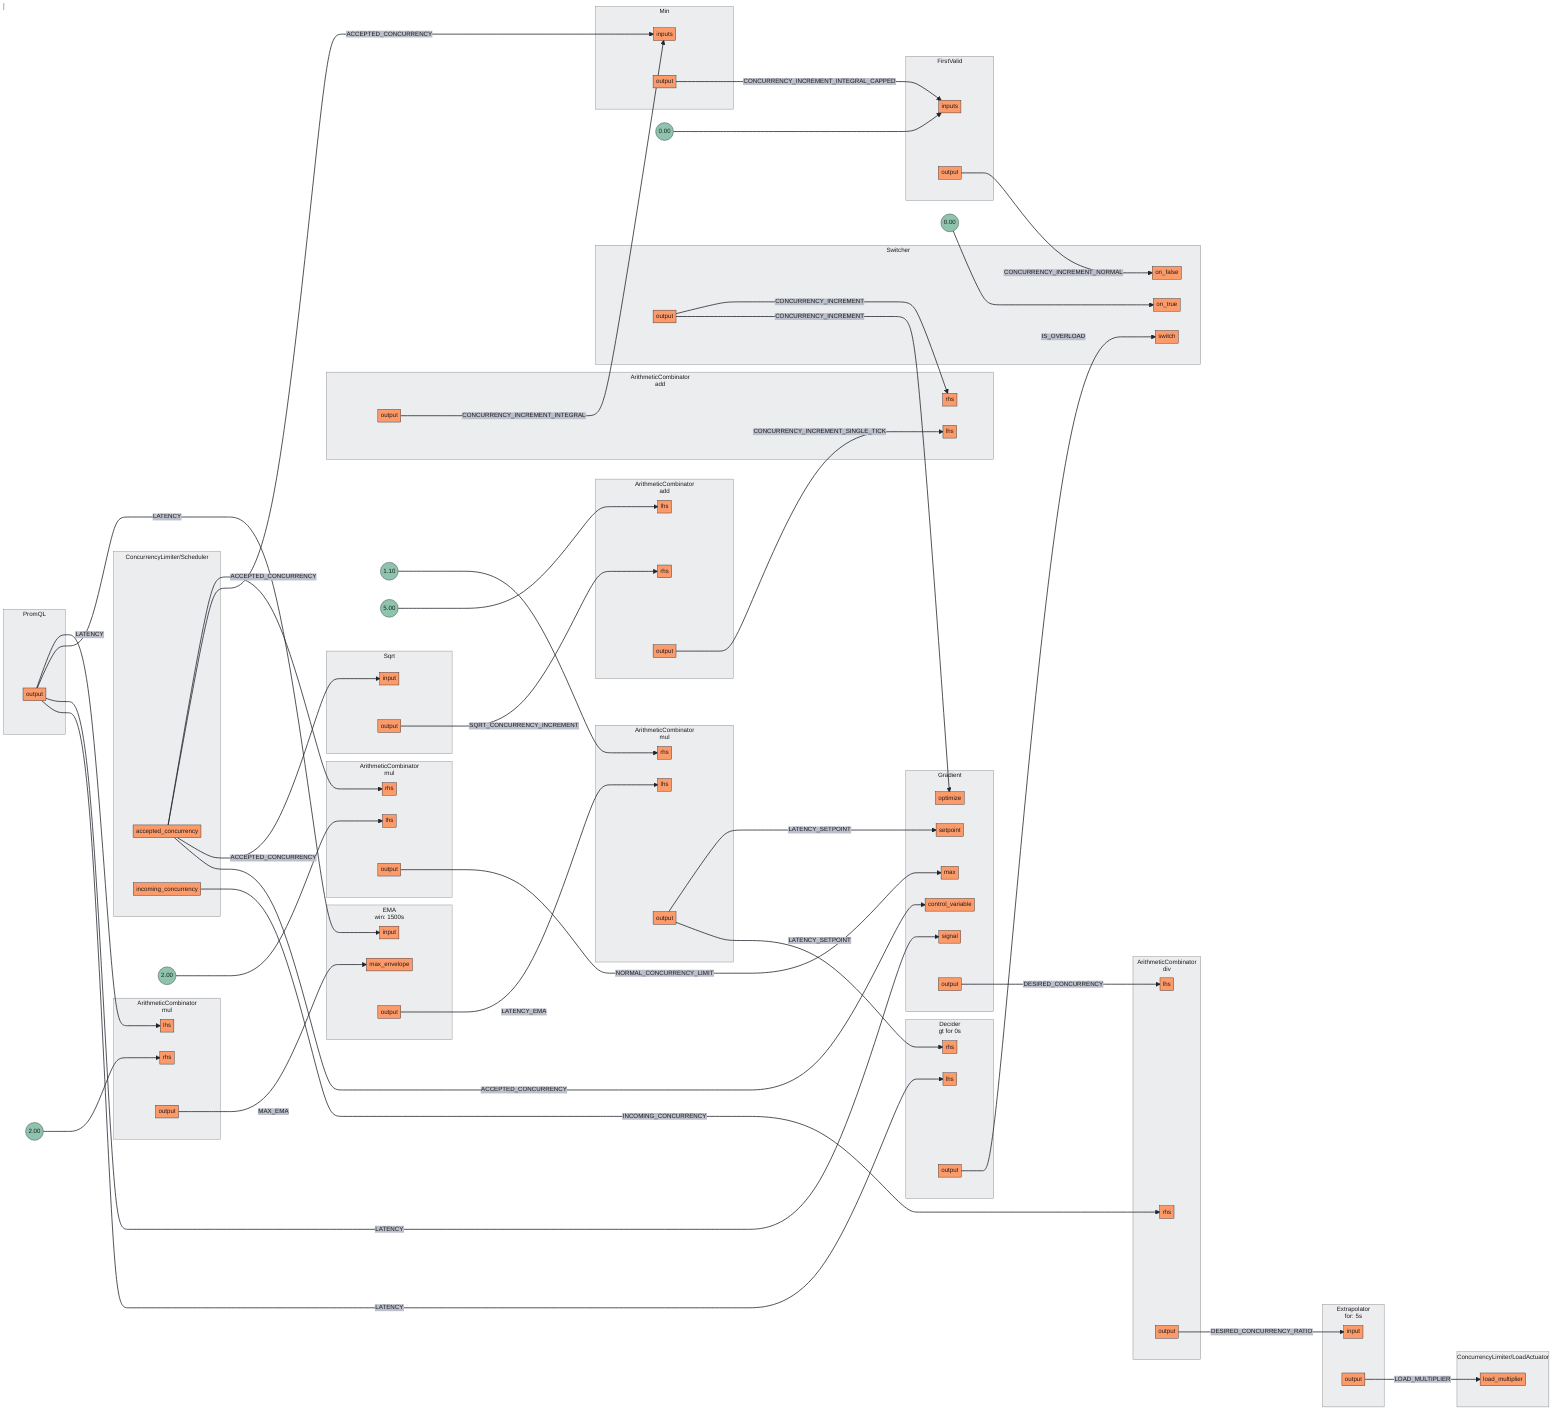 Min
inputs
ACCEPTED_CONCURRENCY
output
CONCURRENCY_INCREMENT_INTEGRAL_CAPPED
FirstValid
inputs
output
0.00
0.00
Switcher
CONCURRENCY_INCREMENT_NORMAL
on_false
on_true
switch
IS_OVERLOAD
output
CONCURRENCY_INCREMENT
CONCURRENCY_INCREMENT
ArithmeticCombinator
add
rhs
lhs
output
CONCURRENCY_INCREMENT_INTEGRAL
CONCURRENCY_INCREMENT_SINGLE_TICK
ArithmeticCombinator
add
lhs
rhs
output
LATENCY
ConcurrencyLimiter/Scheduler
ACCEPTED_CONCURRENCY
accepted_concurrency
incoming_concurrency
ACCEPTED_CONCURRENCY
1.10
5.00
PromQL
output
LATENCY
Sqrt
input
output
SQRT_CONCURRENCY_INCREMENT
ArithmeticCombinator
mul
rhs
lhs
output
ArithmeticCombinator
mul
rhs
lhs
output
LATENCY_SETPOINT
LATENCY_SETPOINT
Gradient
optimize
setpoint
max
control_variable
signal
output
DESIRED_CONCURRENCY
EMA
win: 1500s
input
max_envelope
output
LATENCY_EMA
NORMAL_CONCURRENCY_LIMIT
2.00
ArithmeticCombinator
mul
lhs
rhs
output
MAX_EMA
2.00
ACCEPTED_CONCURRENCY
INCOMING_CONCURRENCY
LATENCY
LATENCY
Decider
gt for 0s
rhs
lhs
output
ArithmeticCombinator
div
lhs
rhs
output
DESIRED_CONCURRENCY_RATIO
Extrapolator
for: 5s
input
output
LOAD_MULTIPLIER
ConcurrencyLimiter/LoadActuator
load_multiplier